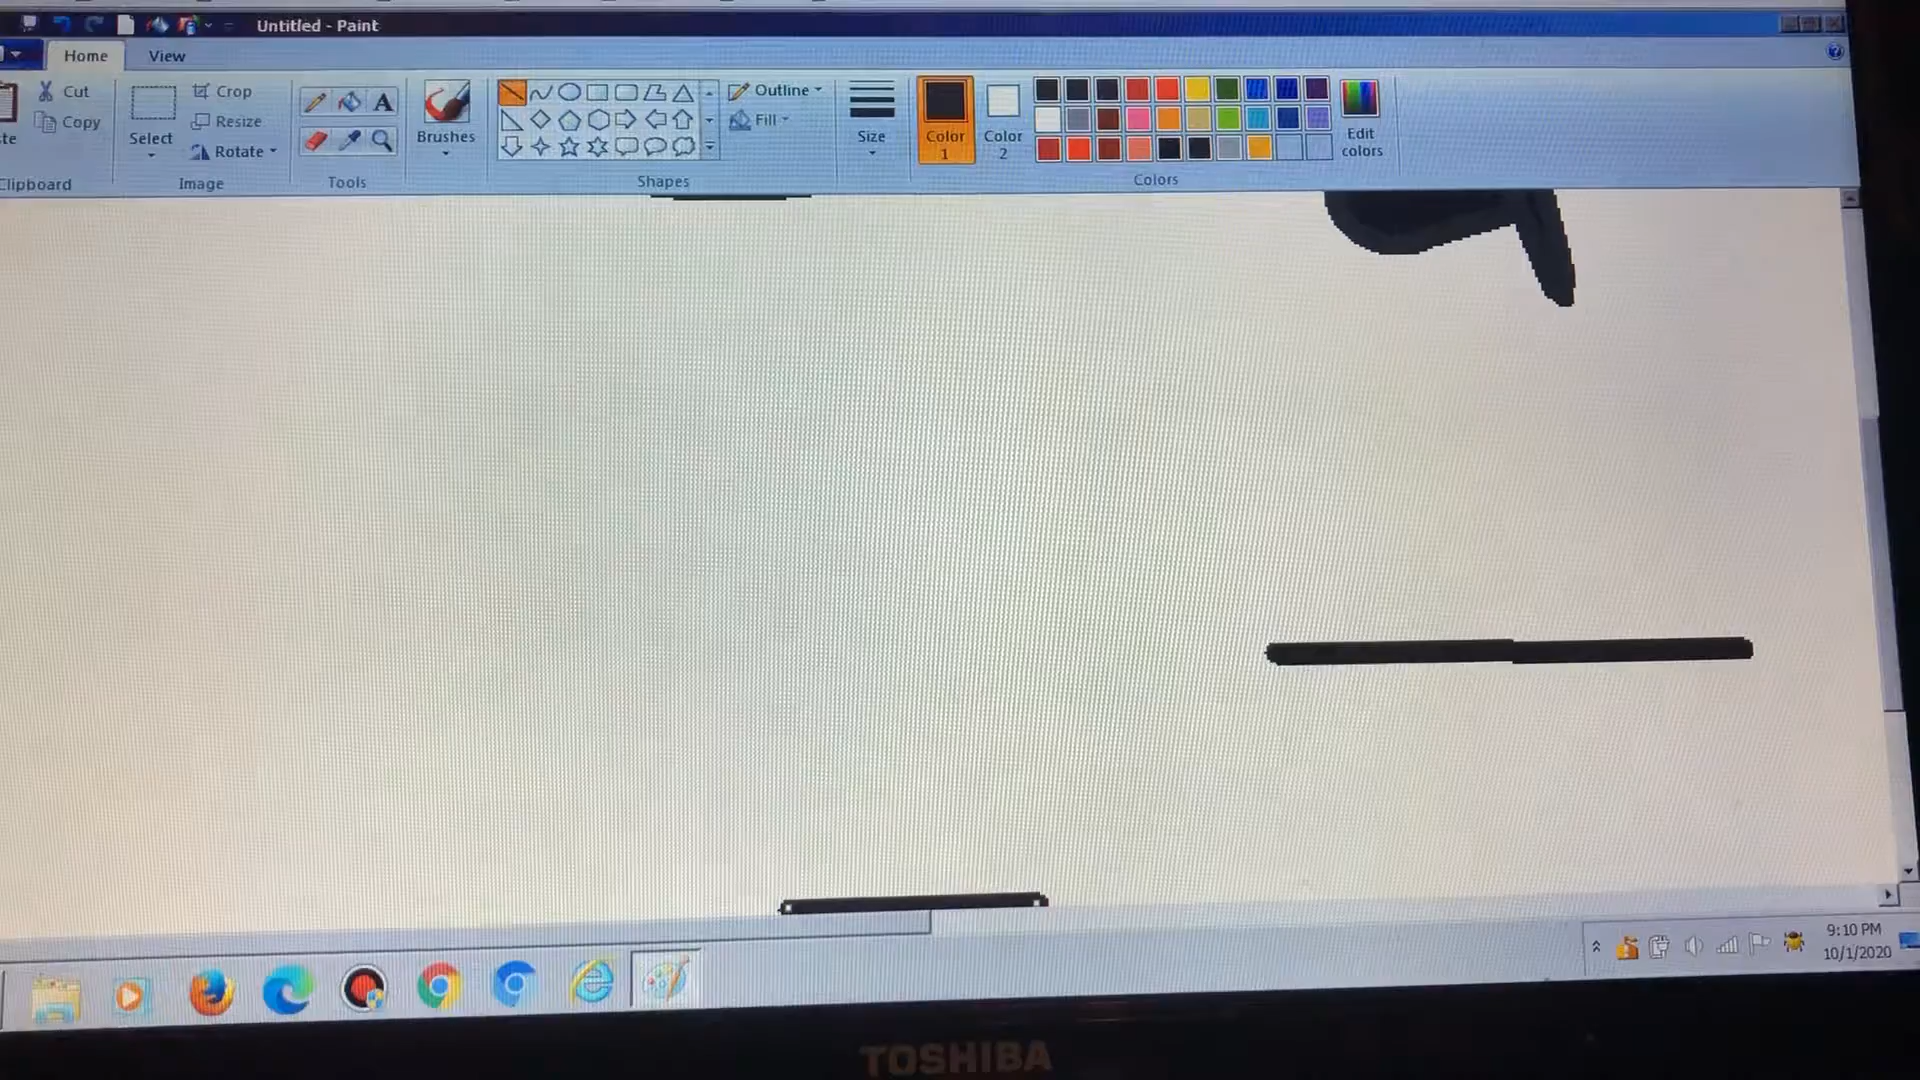 Untitled - Paint
Home View
Cut
Copy
te
Clipboard
Select
Crop
Resize
Rotate
Image
A
Tools
Brushes
Outline
Fill
Shapes
Size
Color 1
Color 2
Edit colors
Colors
9:10 PM
10/1/2020
TOSHIBA